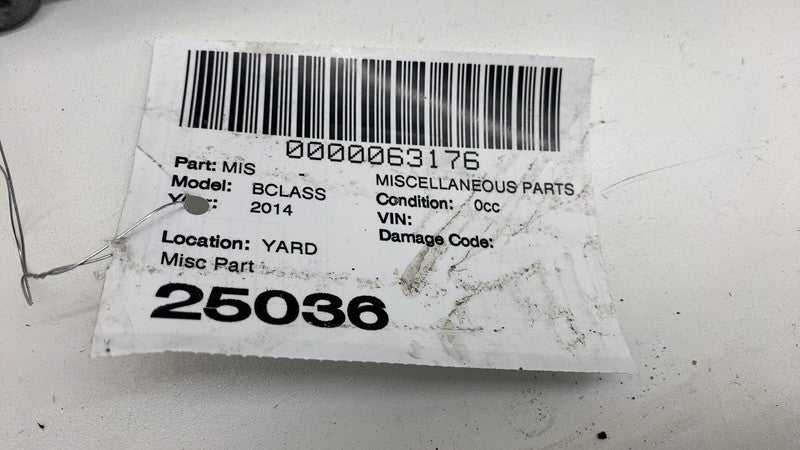 0000063176
Part: MIS
MISCELLANEOUS PARTS
Model: BCLASS
Condition: 0cc
2014
VIN:
Damage Code:
Location: YARD
Misc Part
25036